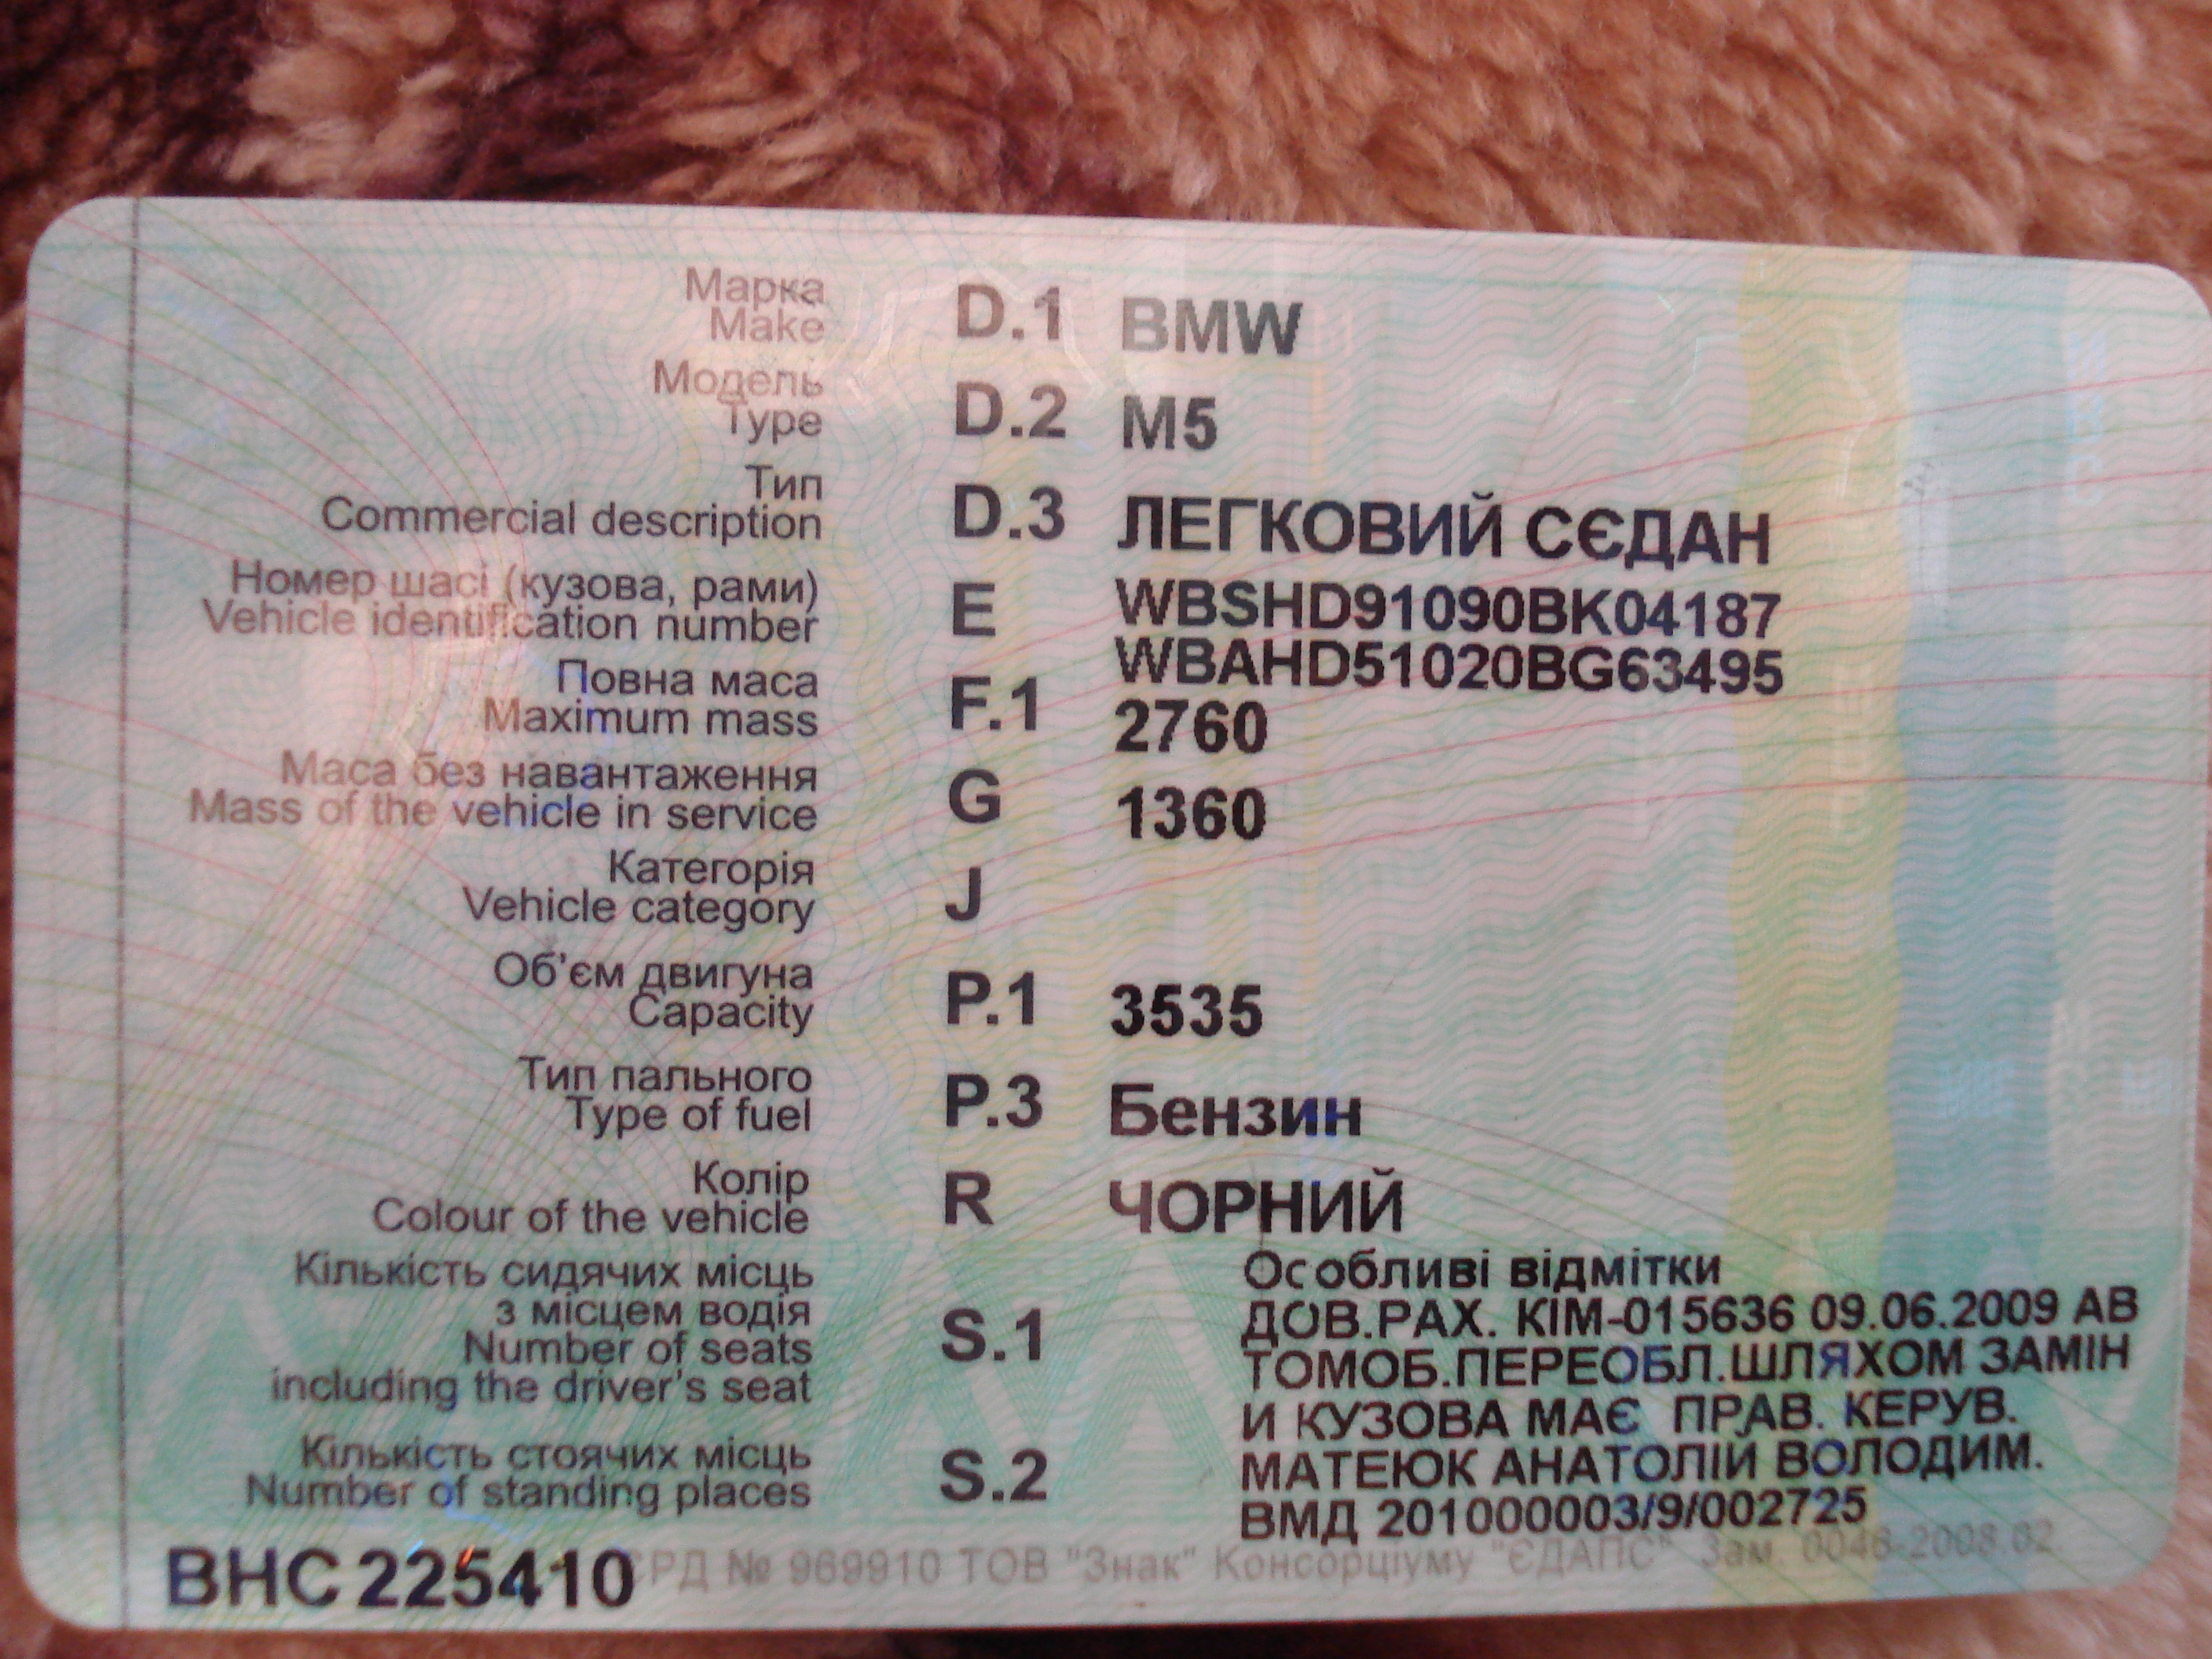 Марка
Make
D.1 BMW
Модель
Type
D.2 M5
Тип
Commercial description
D.3 ЛЕГКОВИЙ СЄДАН
Номер шасі (кузова, рами)
Vehicle identification number
E WBSHD91090BK04187
WBAHD51020BG63495
Повна маса
Maximum mass
F.1 2760
Маса без навантаження
Mass of the vehicle in service
G 1360
Категорія
Vehicle category
J
Об'єм двигуна
Capacity
P.1 3535
Тип пального
Type of fuel
P.3 Бензин
Колір
Colour of the vehicle
R ЧОРНИЙ
Кількість сидячих місць
з місцем водія
Number of seats
including the driver's seat
S.1
Кількість стоячих місць
Number of standing places
S.2
Особливі відмітки
ДОВ.РАХ. КІМ-015636 09.06.2009 АВ
ТОМОБ.ПЕРЕОБЛ.ШЛЯХОМ ЗАМІН
И КУЗОВА МАЄ ПРАВ. КЕРУВ.
МАТЕЮК АНАТОЛІЙ ВОЛОДИМ.
ВМД 201000003/9/002725
ВНС 225410
№ 969910 ТОВ "Знак" Консорціуму "ЄДАПС" Зам. 0046-2008.02